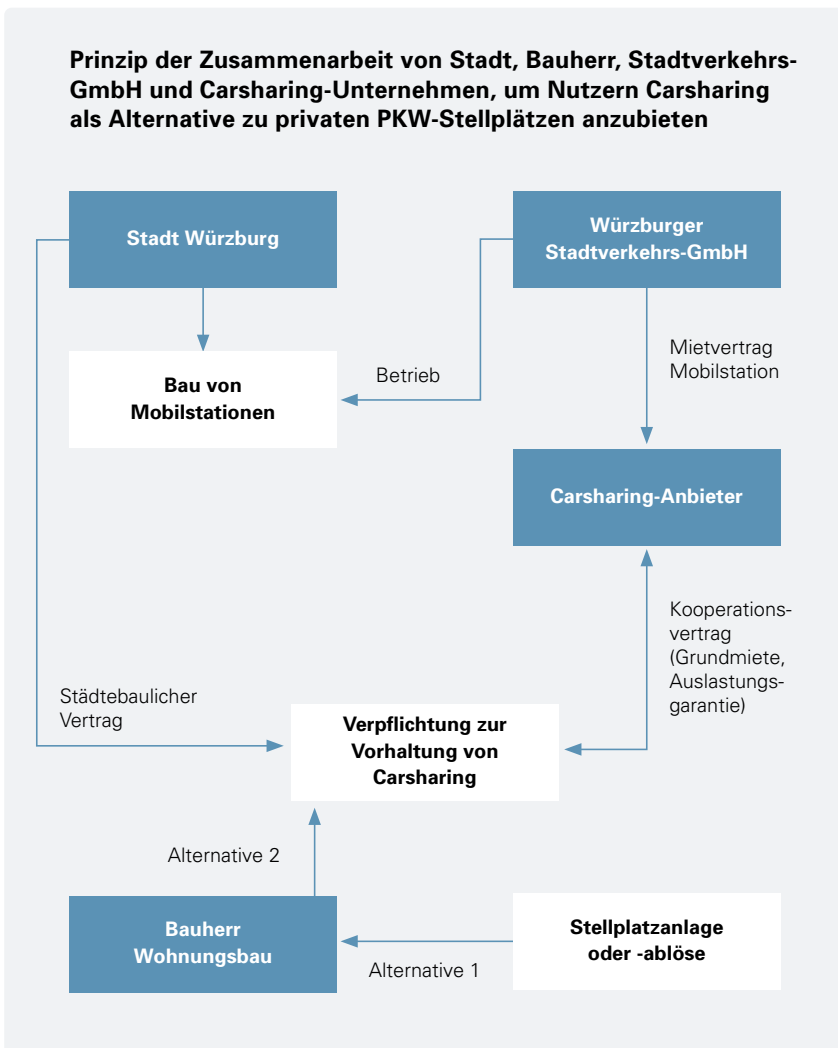 Prinzip der Zusammenarbeit von Stadt, Bauherr, Stadtverkehrs-
GmbH und Carsharing-Unternehmen, um Nutzern Carsharing
als Alternative zu privaten PKW-Stellplätzen anzubieten
Stadt Würzburg
Würzburger
Stadtverkehrs-GmbH
Bau von
Mobilstationen
Betrieb
Mietvertrag
Mobilstation
Carsharing-Anbieter
Kooperations-
vertrag
(Grundmiete,
Auslastungs-
garantie)
Städtebaulicher
Vertrag
Verpflichtung zur
Vorhaltung von
Carsharing
Alternative 2
Bauherr
Wohnungsbau
Alternative 1
Stellplatzanlage
oder -ablöse